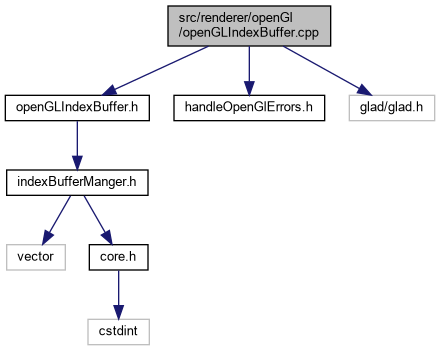 src/renderer/openGl
/openGLIndexBuffer.cpp
openGLIndexBuffer.h
handleOpenGlErrors.h
glad/glad.h
indexBufferManger.h
vector
core.h
cstdint